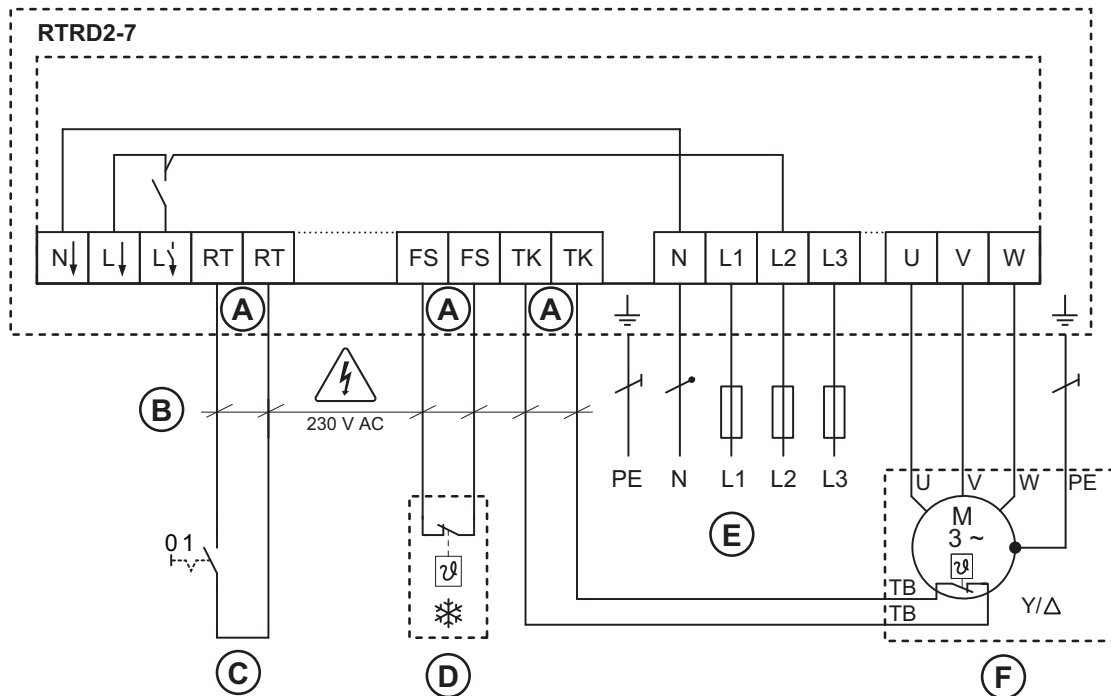 RTRD2-7
N L L RT RT FS FS TK TK N L1 L2 L3 U V W
A A A
B
230 V AC
PE N L1 L2 L3
U V W PE
E
M
3 ~
0 1
ϑ
ϑ
TB
TB
Y/Δ
C D F